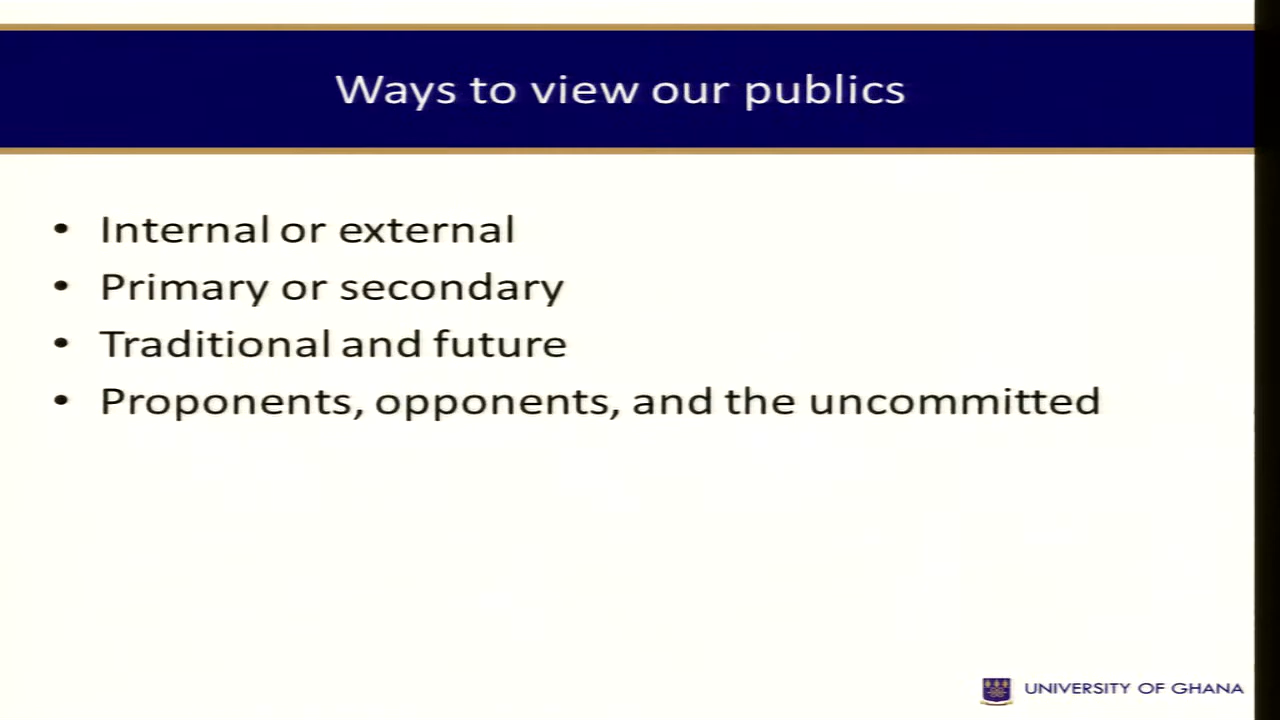 Ways to view our publics
• Internal or external
• Primary or secondary
• Traditional and future
• Proponents, opponents, and the uncommitted
UNIVERSITY OF GHANA